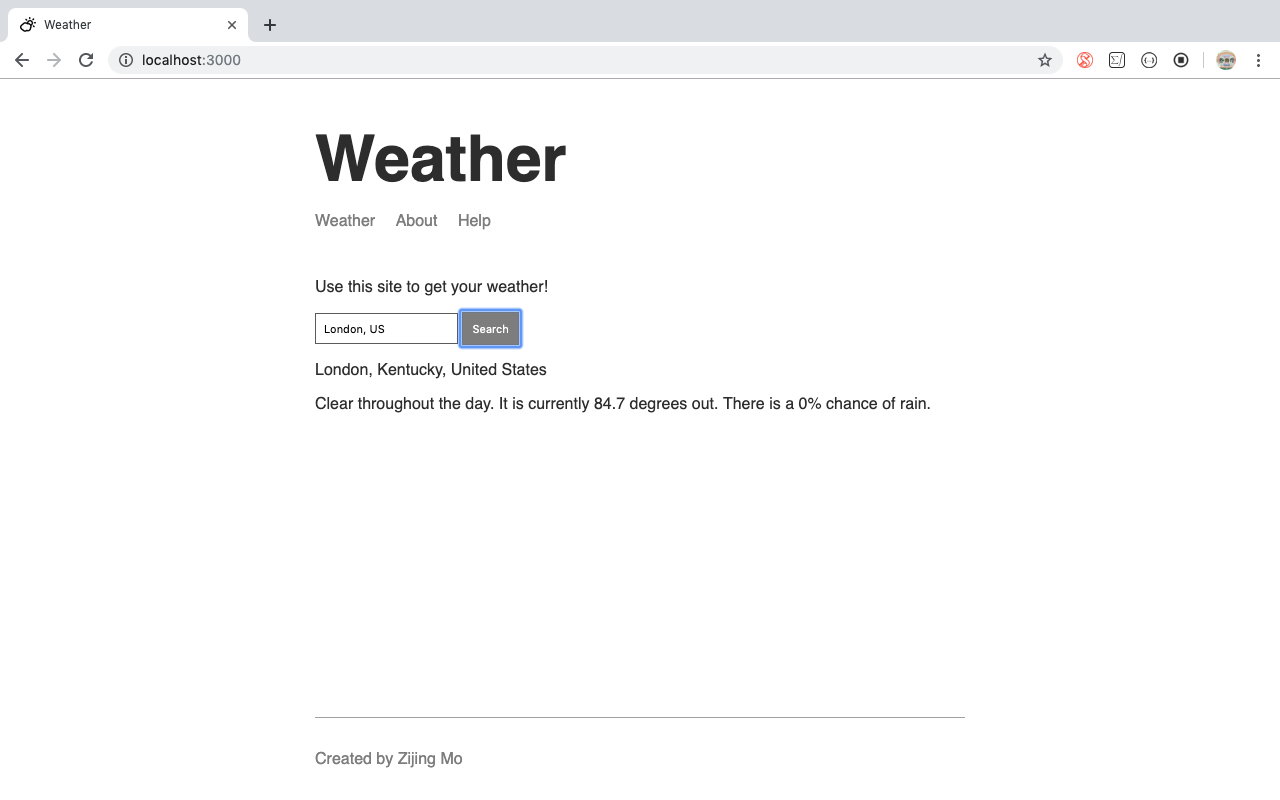 Weather
localhost:3000
Weather
Weather About Help
Use this site to get your weather!
London, US Search
London, Kentucky, United States
Clear throughout the day. It is currently 84.7 degrees out. There is a 0% chance of rain.
Created by Zijing Mo